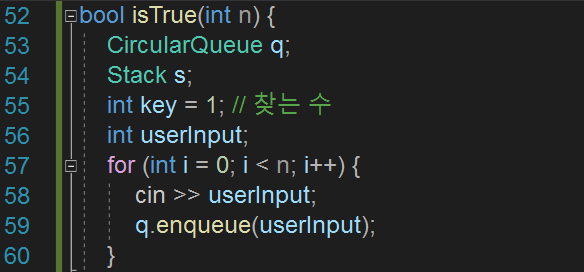 52 bool isTrue(int n) {
53 CircularQueue q;
54 Stack s;
55 int key = 1; // 찾는 수
56 int userInput;
57 for (int i = 0; i < n; i++) {
58 cin >> userInput;
59 q.enqueue(userInput);
60 }